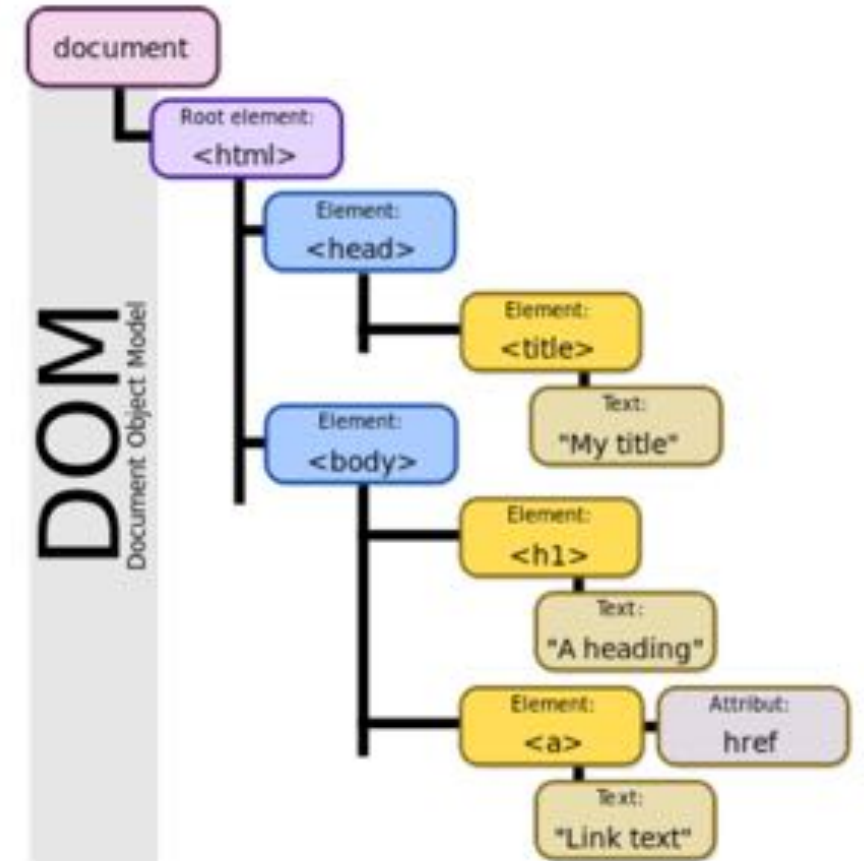 document
Root element:
<html>
Element:
<head>
Element:
<title>
Text:
"My title"
Element:
<body>
Element:
<h1>
Text:
"A heading"
Element:
<a>
Attribut:
href
Text:
"Link text"
DOM
Document Object Model